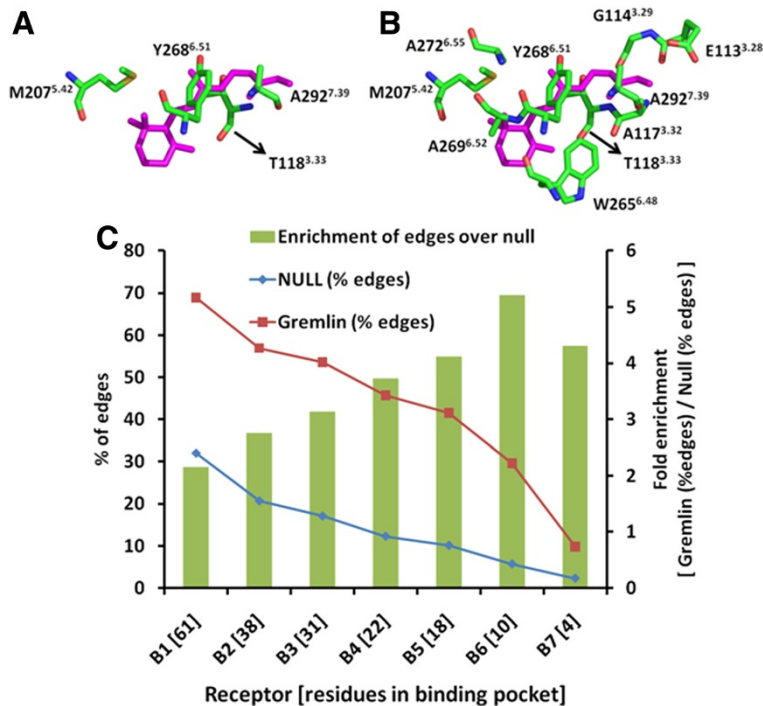 A
Y268^6.51
M207^5.42
A292^7.39
T118^3.33
B
G114^3.29
A272^6.55
Y268^6.51
E113^3.28
M207^5.42
A292^7.39
A117^3.32
A269^6.52
T118^3.33
W265^6.48
C
Enrichment of edges over null
NULL (% edges)
Gremlin (% edges)
% of edges
80
70
60
50
40
30
20
10
0
6
5
4
3
2
1
0
Fold enrichment
[ Gremlin (%edges) / Null (% edges) ]
B1 [61]
B2 [38]
B3 [31]
B4 [22]
B5 [18]
B6 [10]
B7 [4]
Receptor [residues in binding pocket]